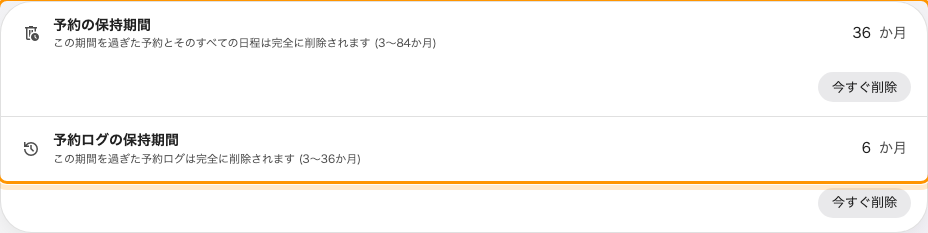 予約の保持期間
この期間を過ぎた予約とそのすべての日程は完全に削除されます (3〜84か月)
36 か月
今すぐ削除
予約ログの保持期間
この期間を過ぎた予約ログは完全に削除されます (3〜36か月)
6 か月
今すぐ削除